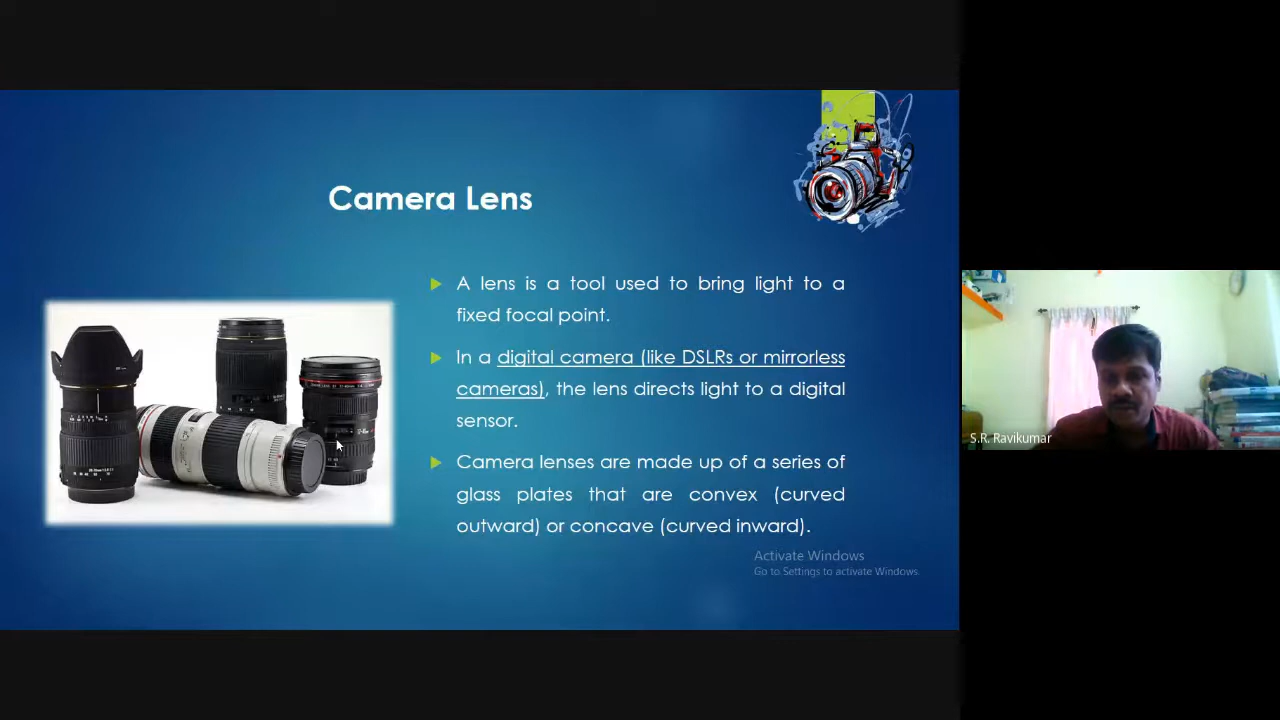 Camera Lens
A lens is a tool used to bring light to a
fixed focal point.
In a digital camera (like DSLRs or mirrorless
cameras), the lens directs light to a digital
sensor.
Camera lenses are made up of a series of
glass plates that are convex (curved
outward) or concave (curved inward).
Activate Windows
Go to Settings to activate Windows.
S.R. Ravikumar